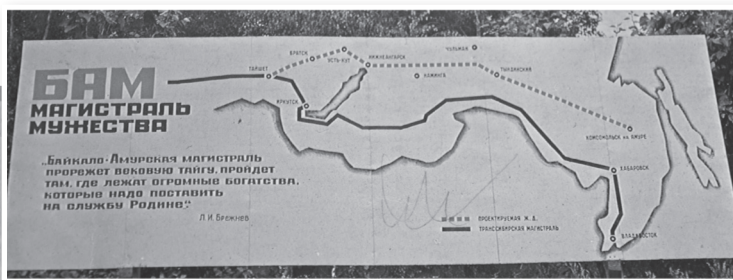 БАМ
МАГИСТРАЛЬ
МУЖЕСТВА
„Байкало-Амурская магистраль
прорежет вековую тайгу, пройдет
там, где лежат огромные богатства,
которые надо поставить
на службу Родине".
Л.И. Брежнев
ТАЙШЕТ
БРАТСК
УСТЬ-КУТ
НИЖНЕАНГАРСК
ЧУЛЬМАН
ИРКУТСК
КОМСОМОЛЬСК НА АМУРЕ
ХАБАРОВСК
ВЛАДИВОСТОК
ПРОЕКТИРУЕМАЯ Ж.Д.
ТРАНССИБИРСКАЯ МАГИСТРАЛЬ